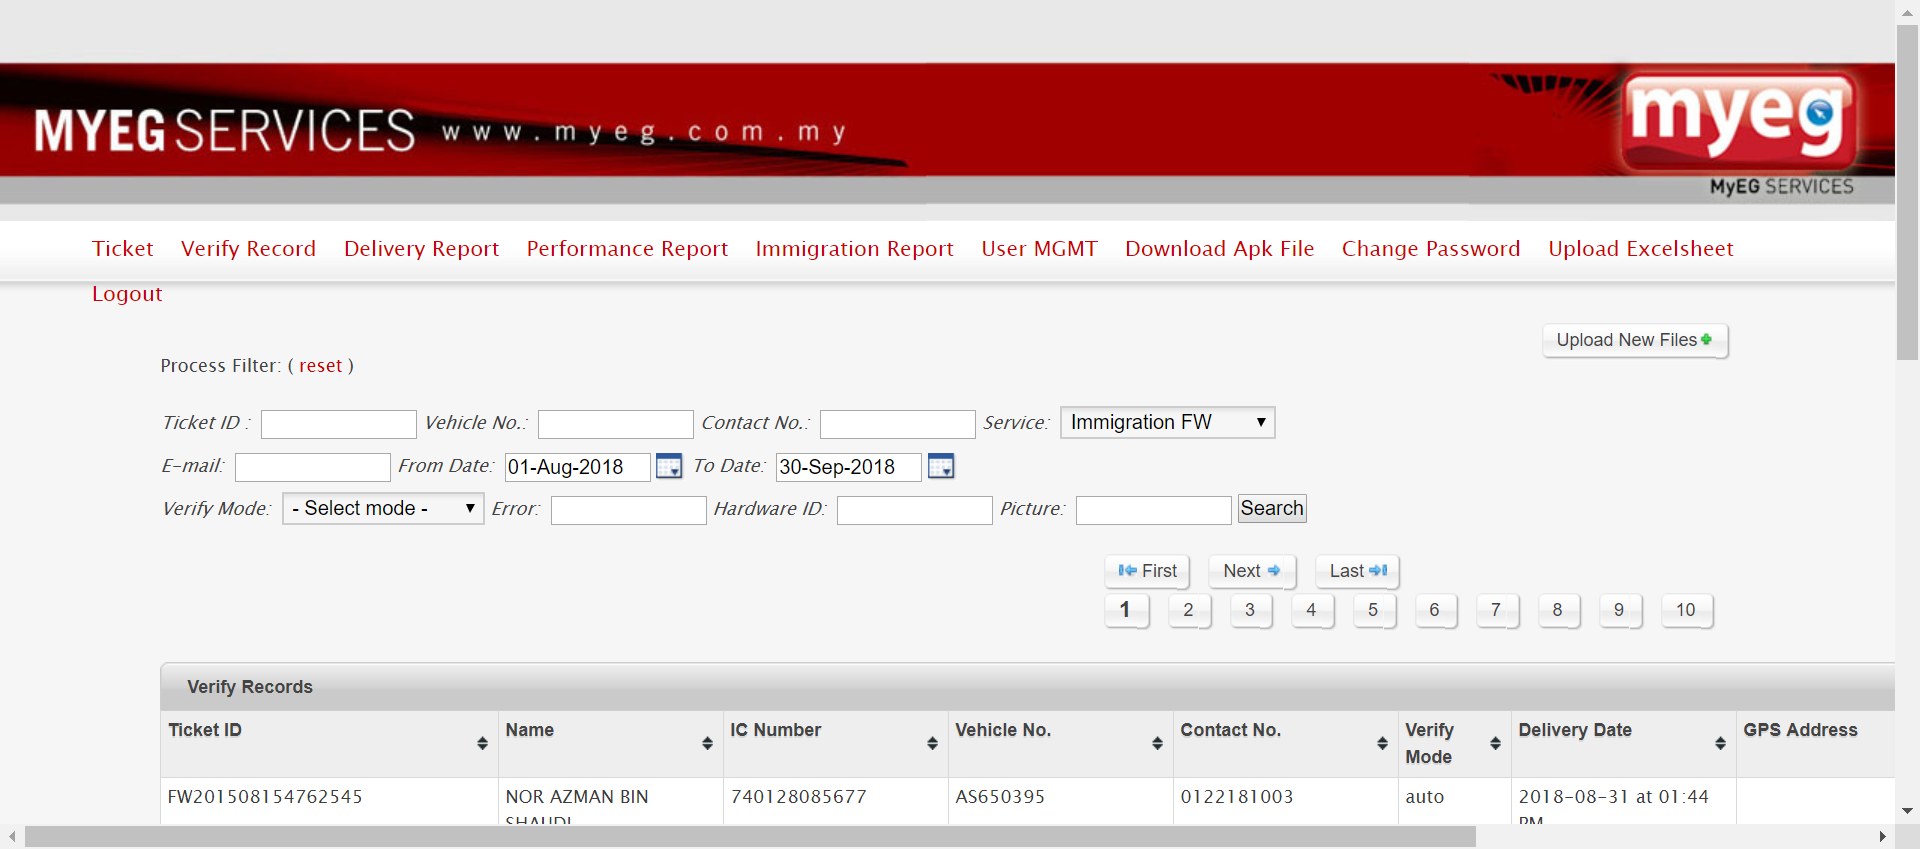 MYEG SERVICES www.myeg.com.my
myeg
MyEG SERVICES
Ticket Verify Record Delivery Report Performance Report Immigration Report User MGMT Download Apk File Change Password Upload Excelsheet
Logout
Upload New Files
Process Filter: ( reset )
Ticket ID : Vehicle No.: Contact No.: Service: Immigration FW
E-mail: From Date: 01-Aug-2018 To Date: 30-Sep-2018
Verify Mode: - Select mode - Error: Hardware ID: Picture: Search
First Next Last
1 2 3 4 5 6 7 8 9 10
Verify Records
Ticket ID Name IC Number Vehicle No. Contact No. Verify Mode Delivery Date GPS Address
FW201508154762545 NOR AZMAN BIN 740128085677 AS650395 0122181003 auto 2018-08-31 at 01:44
SHAUDI PM